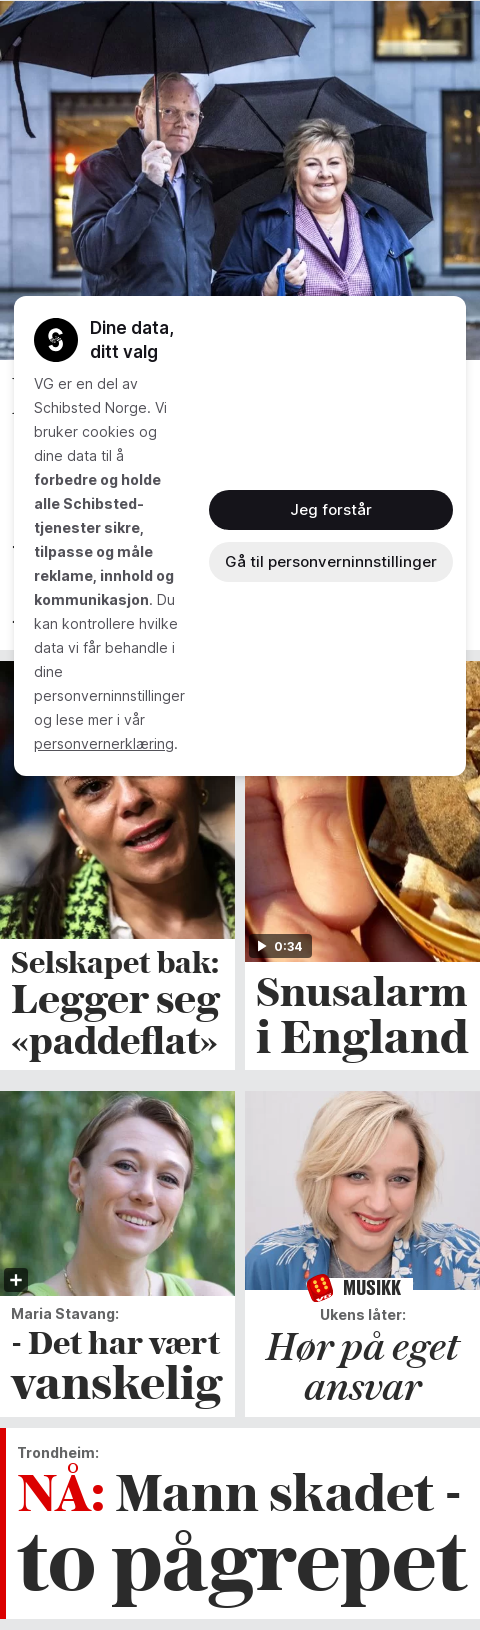 Dine data,
ditt valg
VG er en del av
Schibsted Norge. Vi
bruker cookies og
dine data til å
forbedre og holde
alle Schibsted-
tjenester sikre,
tilpasse og måle
reklame, innhold og
kommunikasjon. Du
kan kontrollere hvilke
data vi får behandle i
dine
personverninnstillinger
og lese mer i vår
personvernerklæring.
Jeg forstår
Gå til personverninnstillinger
Selskapet bak:
Legger seg
«paddeflat»
0:34
Snusalarm
i England
Maria Stavang:
- Det har vært
vanskelig
MUSIKK
Ukens låter:
Hør på eget
ansvar
Trondheim:
NÅ: Mann skadet -
to pågrepet